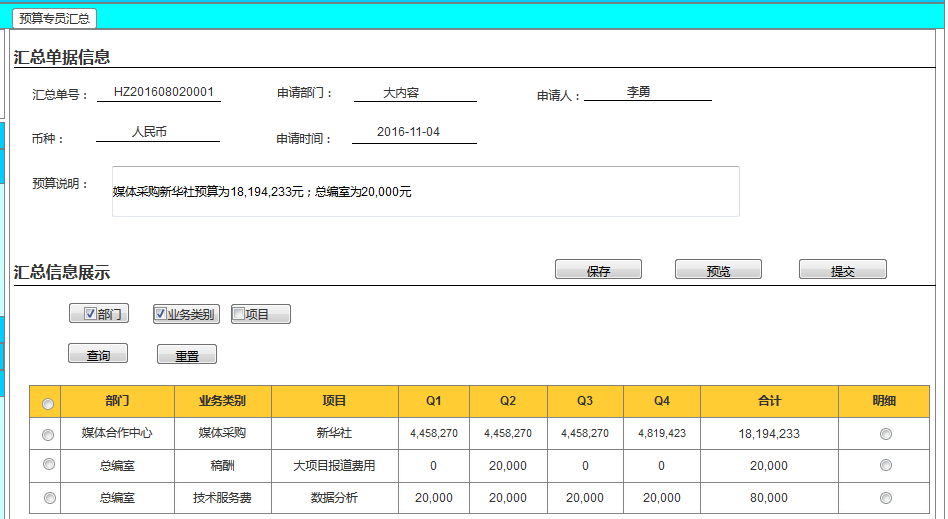 预算专员汇总
汇总单据信息
汇总单号： HZ201608020001 申请部门： 大内容 申请人： 李勇
币种： 人民币 申请时间： 2016-11-04
预算说明： 媒体采购新华社预算为18,194,233元；总编室为20,000元
汇总信息展示 保存 预览 提交
部门 业务类别 项目
查询 重置
部门 业务类别 项目 Q1 Q2 Q3 Q4 合计 明细
媒体合作中心 媒体采购 新华社 4,458,270 4,458,270 4,458,270 4,819,423 18,194,233
总编室 稿酬 大项目报道费用 0 20,000 0 0 20,000
总编室 技术服务费 数据分析 20,000 20,000 20,000 20,000 80,000